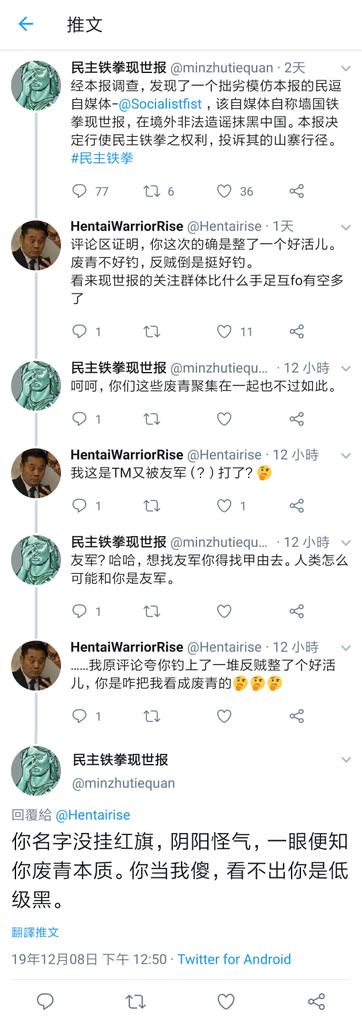 推文
民主铁拳现世报 @minzhutiequan · 2天
经本报调查，发现了一个拙劣模仿本报的民逗
自媒体-@Socialistfist ，该自媒体自称墙国铁
拳现世报，在境外非法造谣抹黑中国。本报决
定行使民主铁拳之权利，投诉其的山寨行径。
#民主铁拳
77 6 36
HentaiWarriorRise @Hentairise · 1天
评论区证明，你这次的确是整了一个好活儿。
废青不好钓，反贼倒是挺好钓。
看来现世报的关注群体比什么手足互fo有空多
了
1 11
民主铁拳现世报 @minzhutiequ... · 12 小時
呵呵，你们这些废青聚集在一起也不过如此。
1
HentaiWarriorRise @Hentairise · 12 小時
我这是TM又被友军（？）打了？🤔
1 1
民主铁拳现世报 @minzhutiequ... · 12 小時
友军？哈哈，想找友军你得找甲由去。人类怎么
可能和你是友军。
1
HentaiWarriorRise @Hentairise · 12 小時
……我原评论夸你钓上了一堆反贼整了个好活
儿，你是咋把我看成废青的🤔🤔🤔
1
民主铁拳现世报
@minzhutiequan
回覆給 @Hentairise
你名字没挂红旗，阴阳怪气，一眼便知
你废青本质。你当我傻，看不出你是低
级黑。
翻譯推文
19年12月08日 下午 12:50 · Twitter for Android